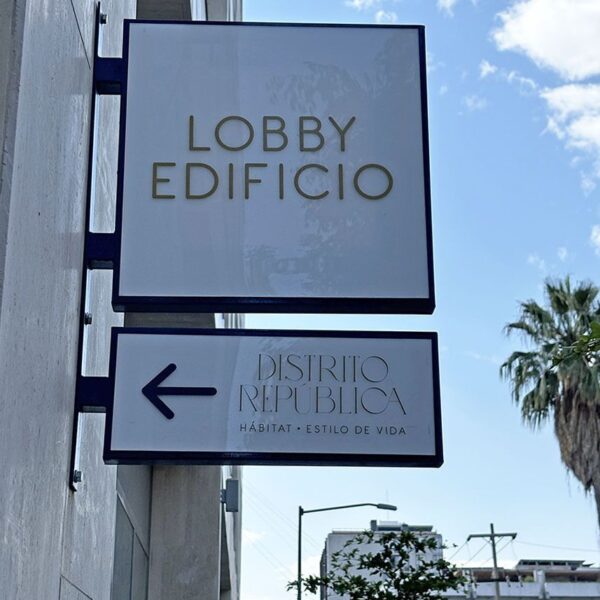 LOBBY
EDIFICIO
DISTRITO
REPÚBLICA
HÁBITAT • ESTILO DE VIDA